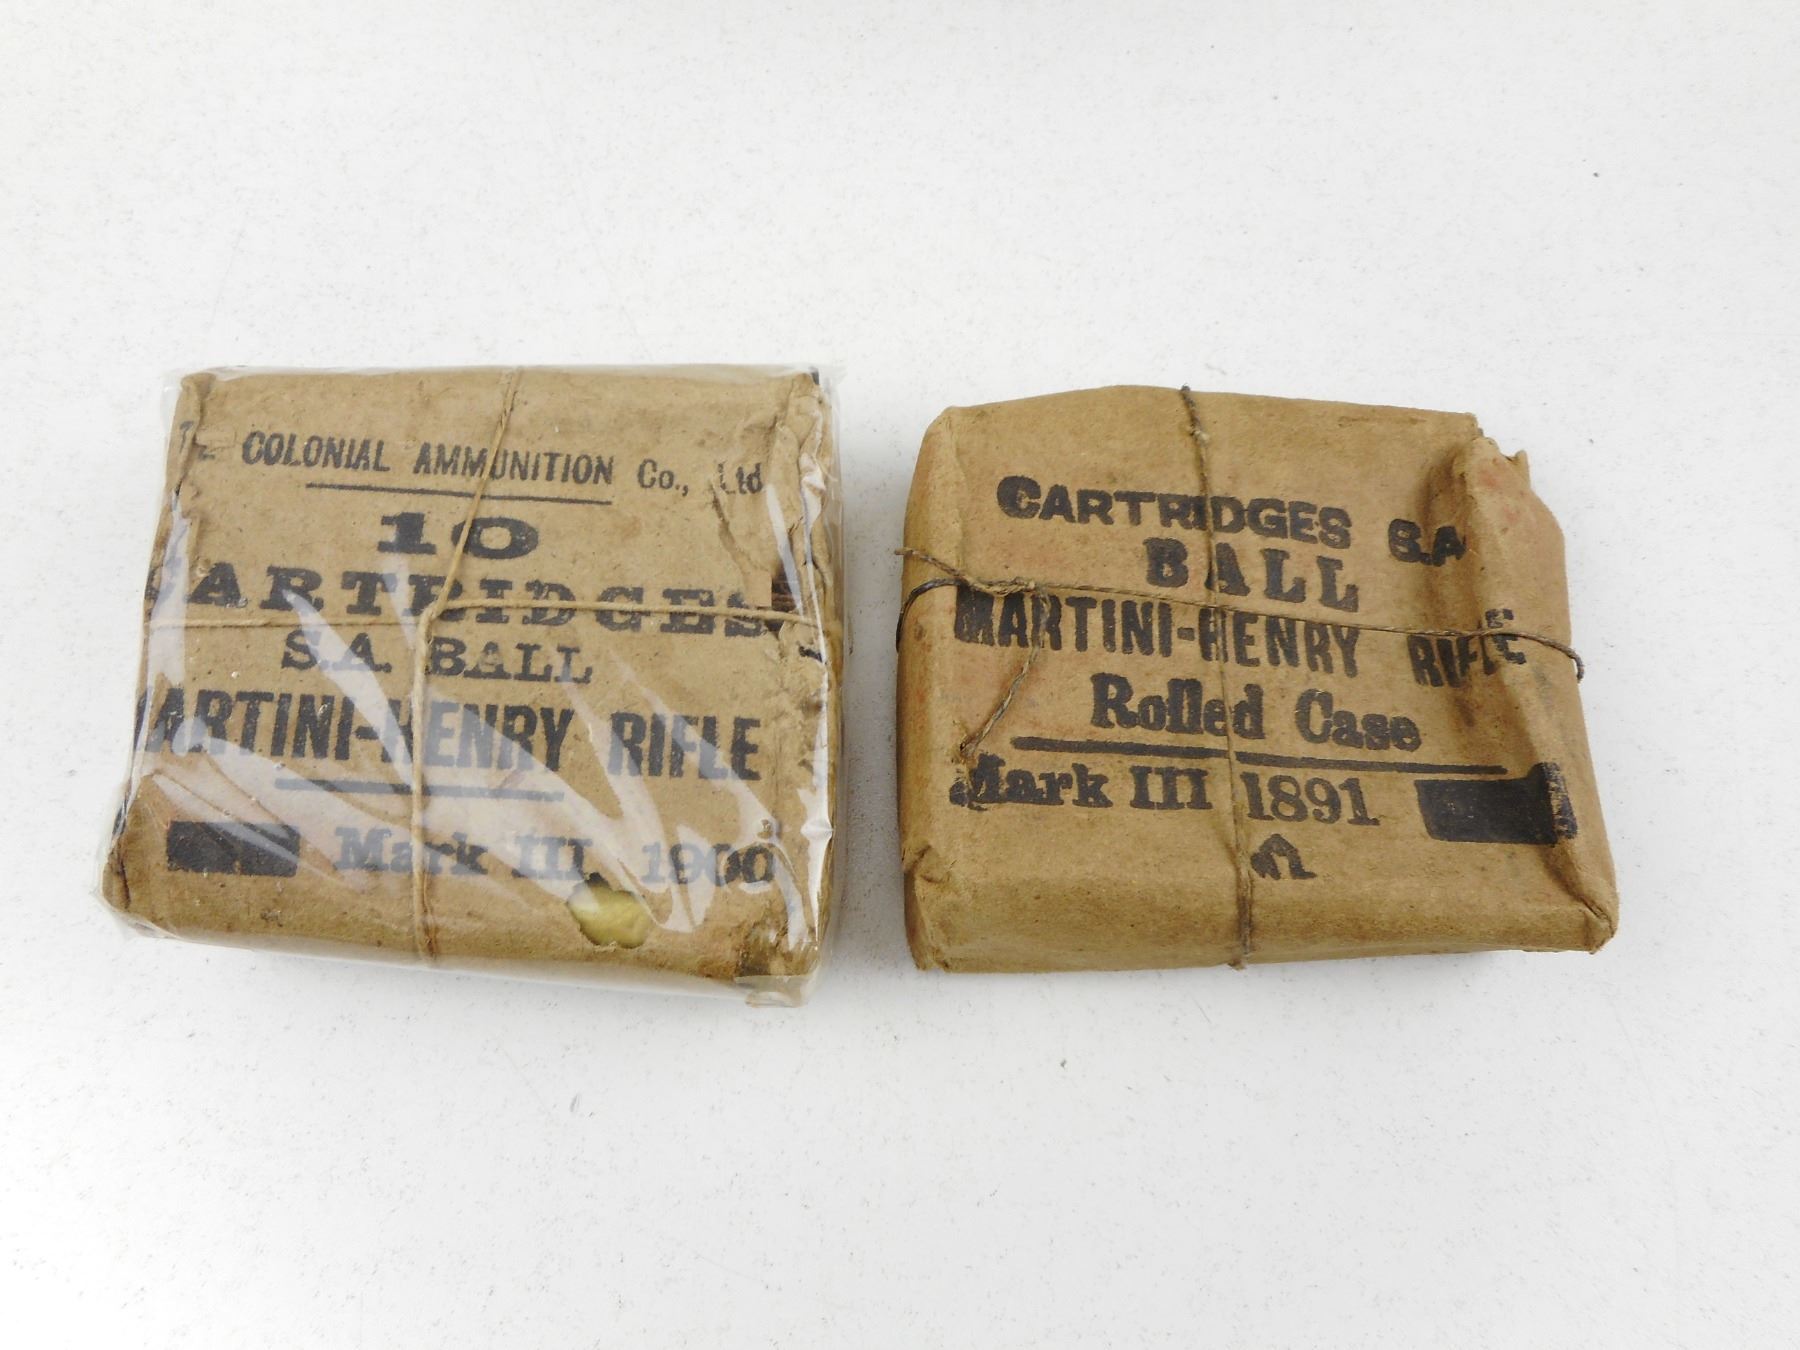 COLONIAL AMMUNITION Co., Ltd
10
CARTRIDGES
S.A. BALL
MARTINI-HENRY RIFLE
Mark III 1900
CARTRIDGES S.A.
BALL
MARTINI-HENRY RIFLE
Rolled Case
Mark III 1891